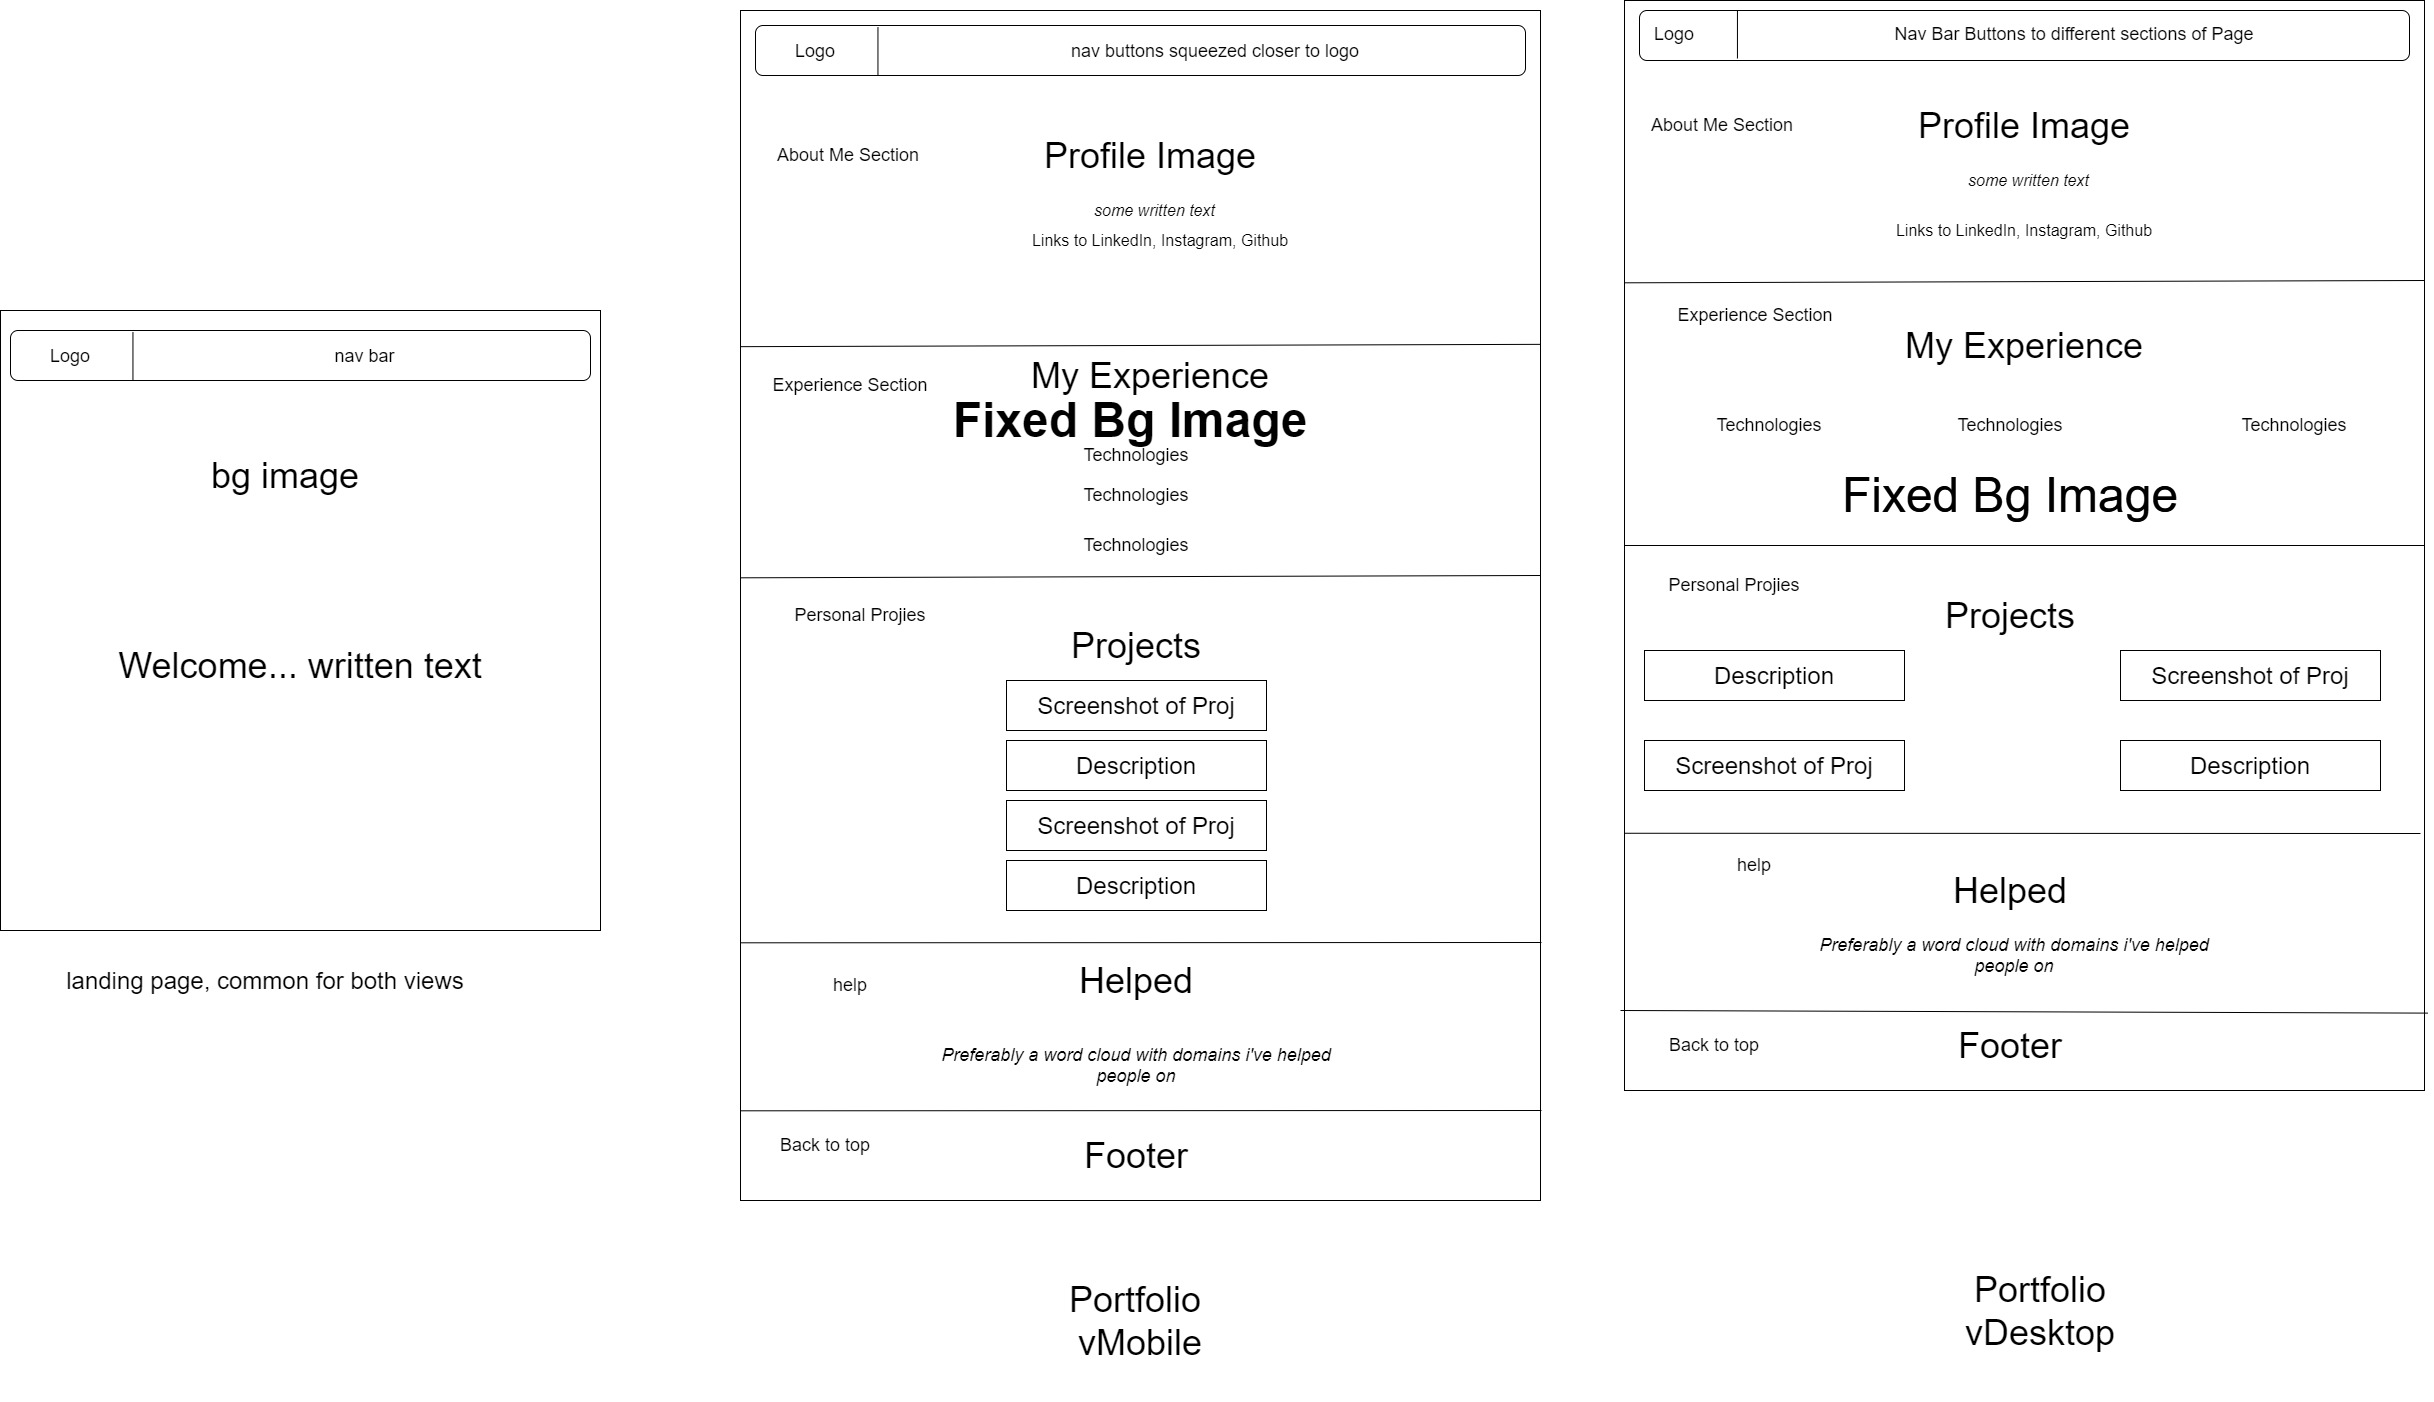 Logo
nav bar
bg image
Welcome... written text
landing page, common for both views
Logo
nav buttons squeezed closer to logo
About Me Section
Profile Image
some written text
Links to LinkedIn, Instagram, Github
My Experience
Experience Section
Fixed Bg Image
Technologies
Technologies
Technologies
Personal Projies
Projects
Screenshot of Proj
Description
Screenshot of Proj
Description
Helped
help
Preferably a word cloud with domains i've helped
people on
Back to top
Footer
Portfolio
vMobile
Logo
Nav Bar Buttons to different sections of Page
About Me Section
Profile Image
some written text
Links to LinkedIn, Instagram, Github
Experience Section
My Experience
Technologies
Technologies
Technologies
Fixed Bg Image
Personal Projies
Projects
Description
Screenshot of Proj
Screenshot of Proj
Description
help
Helped
Preferably a word cloud with domains i've helped
people on
Back to top
Footer
Portfolio
vDesktop